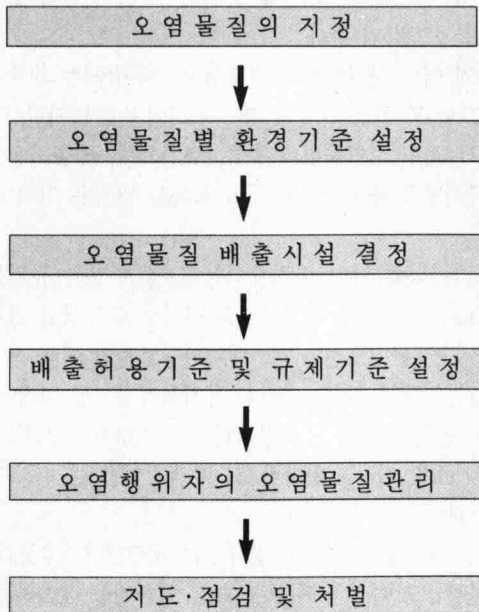 오염물질의 지정
오염물질별 환경기준 설정
오염물질 배출시설 결정
배출허용기준 및 규제기준 설정
오염행위자의 오염물질관리
지도·점검 및 처벌